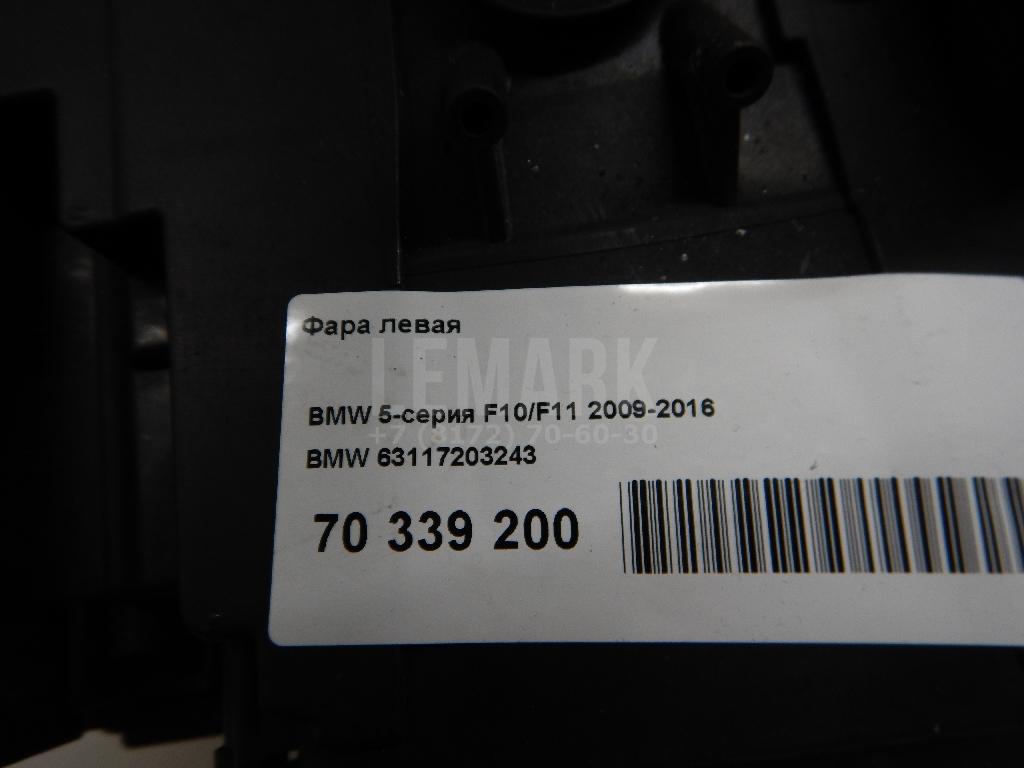 Фара левая
LEMARK
BMW 5-серия F10/F11 2009-2016
+7 (8172) 70-60-30
BMW 63117203243
70 339 200